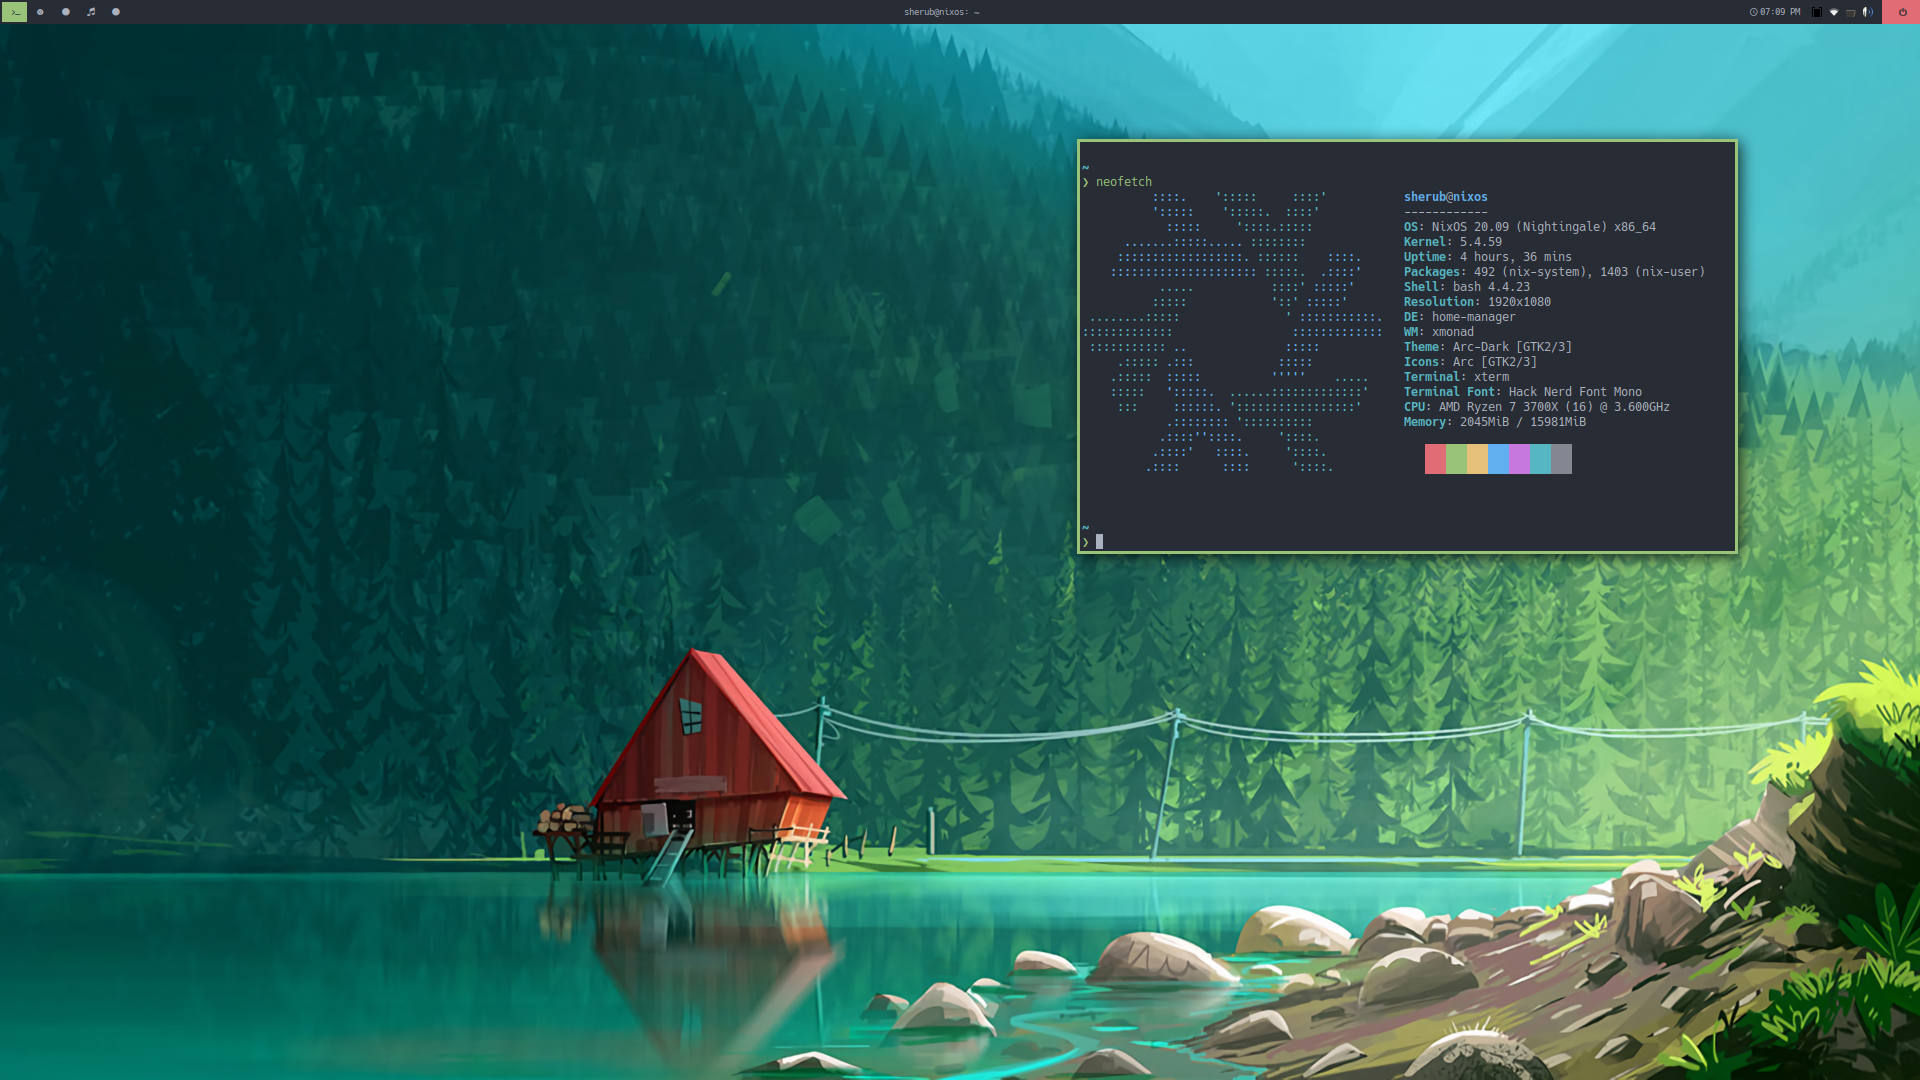 sherub@nixos: ~
07:09 PM
~
❯ neofetch
sherub@nixos
------------
OS: NixOS 20.09 (Nightingale) x86_64
Kernel: 5.4.59
Uptime: 4 hours, 36 mins
Packages: 492 (nix-system), 1403 (nix-user)
Shell: bash 4.4.23
Resolution: 1920x1080
DE: home-manager
WM: xmonad
Theme: Arc-Dark [GTK2/3]
Icons: Arc [GTK2/3]
Terminal: xterm
Terminal Font: Hack Nerd Font Mono
CPU: AMD Ryzen 7 3700X (16) @ 3.600GHz
Memory: 2045MiB / 15981MiB
~
❯